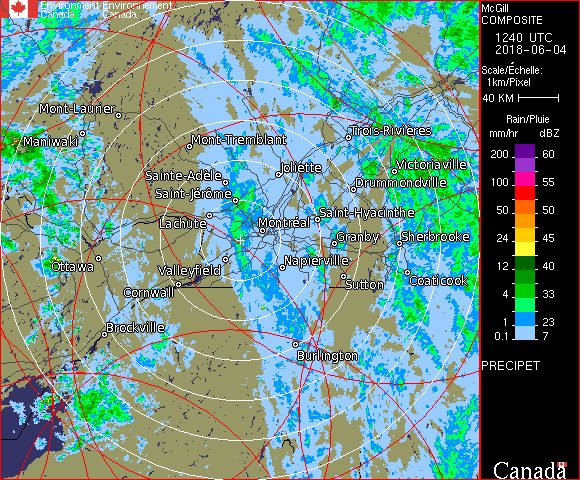 Environment Environnement
Canada Canada
McGill
COMPOSITE
1240 UTC
2018-06-04
Scale/Échelle:
1km/Pixel
40 KM
Rain/Pluie
mm/hr dBZ
200 60
100 55
50 50
24 45
12 40
4 33
1 23
0.1 7
PRECIPET
Canada
Mont-Laurier
Maniwaki
Mont-Tremblant
Trois-Rivières
Sainte-Adèle
Joliette
Victoriaville
Saint-Jérôme
Drummondville
Lachute
Montréal
Saint-Hyacinthe
Granby
Sherbrooke
Ottawa
Valleyfield
Napierville
Cornwall
Sutton
Coaticook
Brockville
Burlington